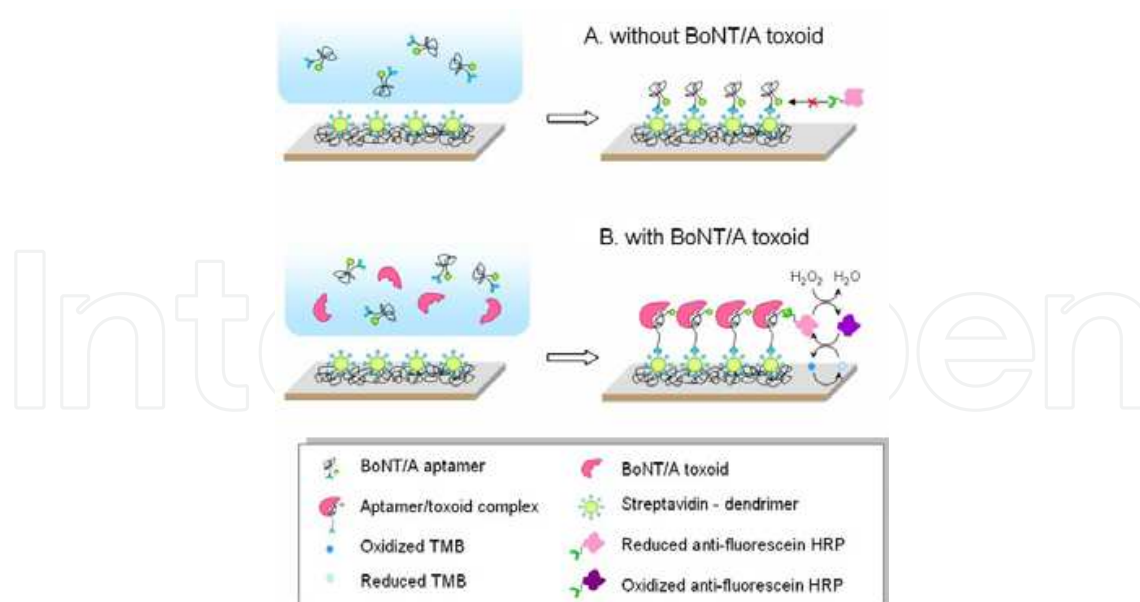 A. without BoNT/A toxoid
B. with BoNT/A toxoid
H₂O₂ H₂O
BoNT/A aptamer
BoNT/A toxoid
Aptamer/toxoid complex
Streptavidin - dendrimer
Oxidized TMB
Reduced anti-fluorescein HRP
Reduced TMB
Oxidized anti-fluorescein HRP